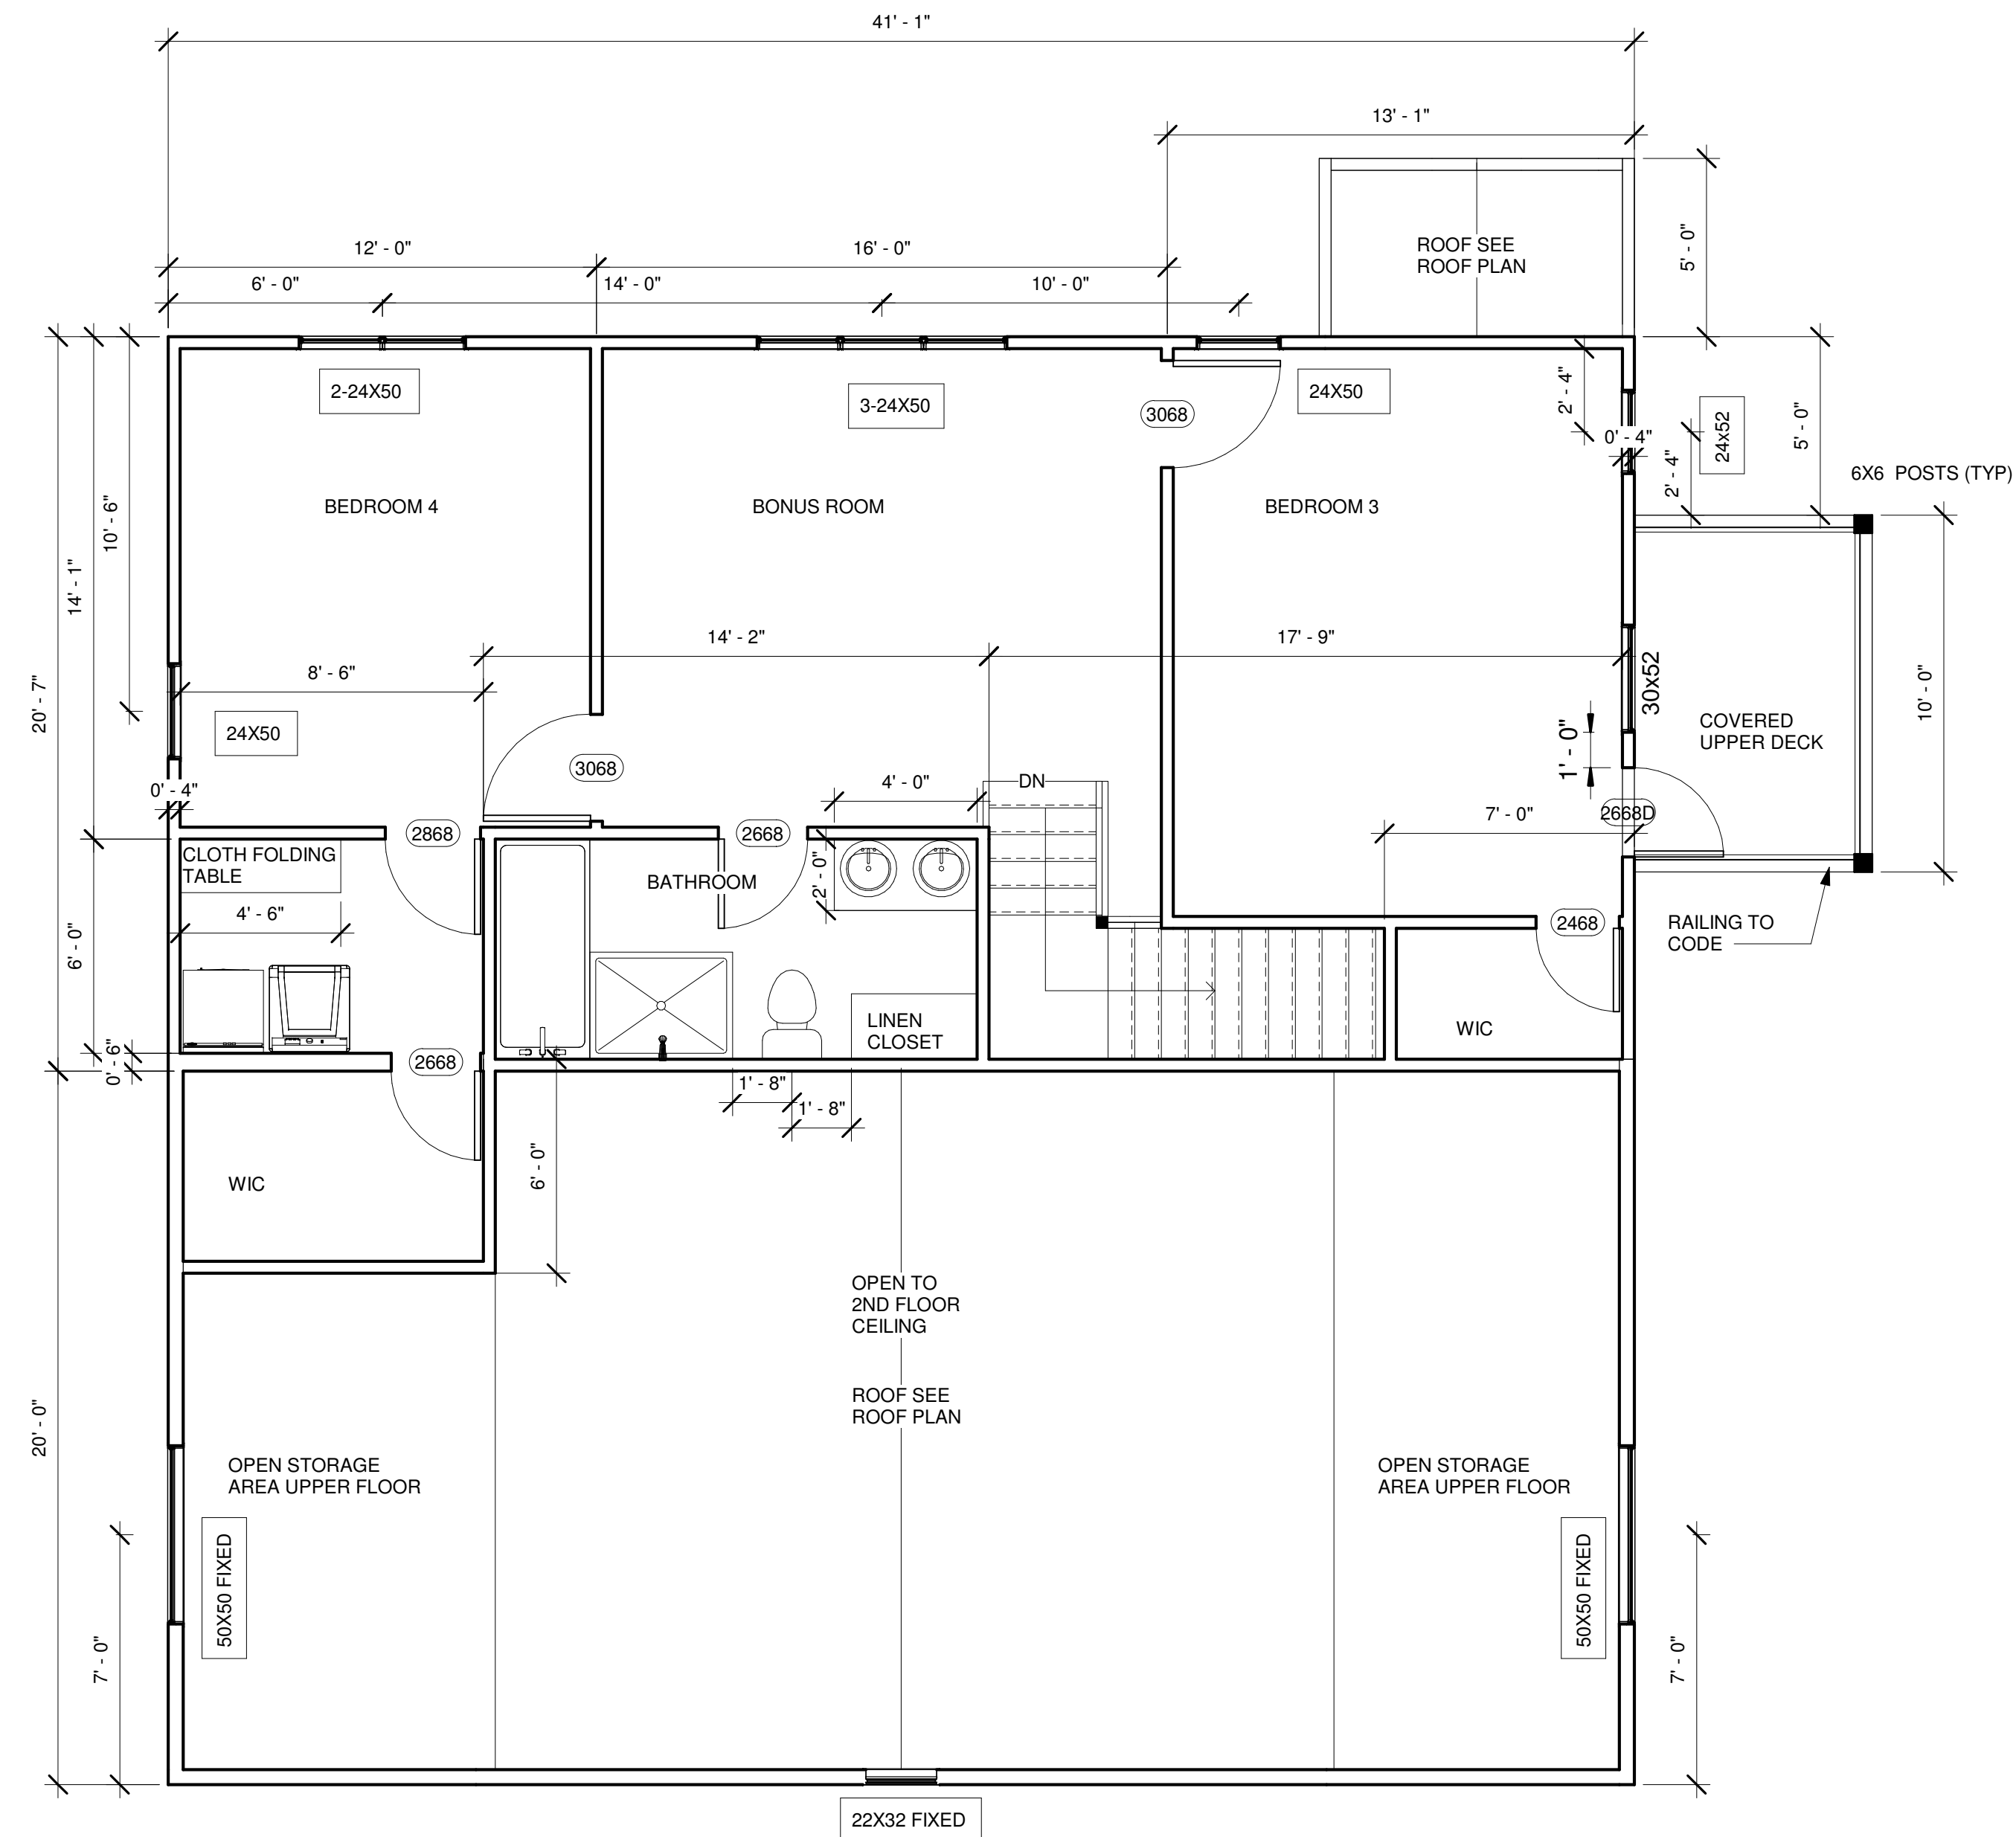 41' - 1"
13' - 1"
12' - 0"
16' - 0"
6' - 0"
14' - 0"
10' - 0"
ROOF SEE
ROOF PLAN
5' - 0"
2-24X50
3-24X50
3068
24X50
2' - 4"
0' - 4"
24x52
2' - 4"
5' - 0"
6X6 POSTS (TYP)
BEDROOM 4
BONUS ROOM
BEDROOM 3
10' - 6"
14' - 1"
20' - 7"
14' - 2"
17' - 9"
8' - 6"
30x52
10' - 0"
24X50
COVERED
UPPER DECK
1' - 0"
3068
0' - 4"
4' - 0"
DN
7' - 0"
2668D
2868
2668
CLOTH FOLDING
TABLE
BATHROOM
2' - 0"
4' - 6"
2468
RAILING TO
CODE
6' - 0"
LINEN
CLOSET
WIC
0' - 6"
2668
1' - 8"
1' - 8"
6' - 0"
WIC
OPEN TO
2ND FLOOR
CEILING
ROOF SEE
ROOF PLAN
20' - 0"
OPEN STORAGE
AREA UPPER FLOOR
OPEN STORAGE
AREA UPPER FLOOR
50X50 FIXED
50X50 FIXED
7' - 0"
7' - 0"
22X32 FIXED